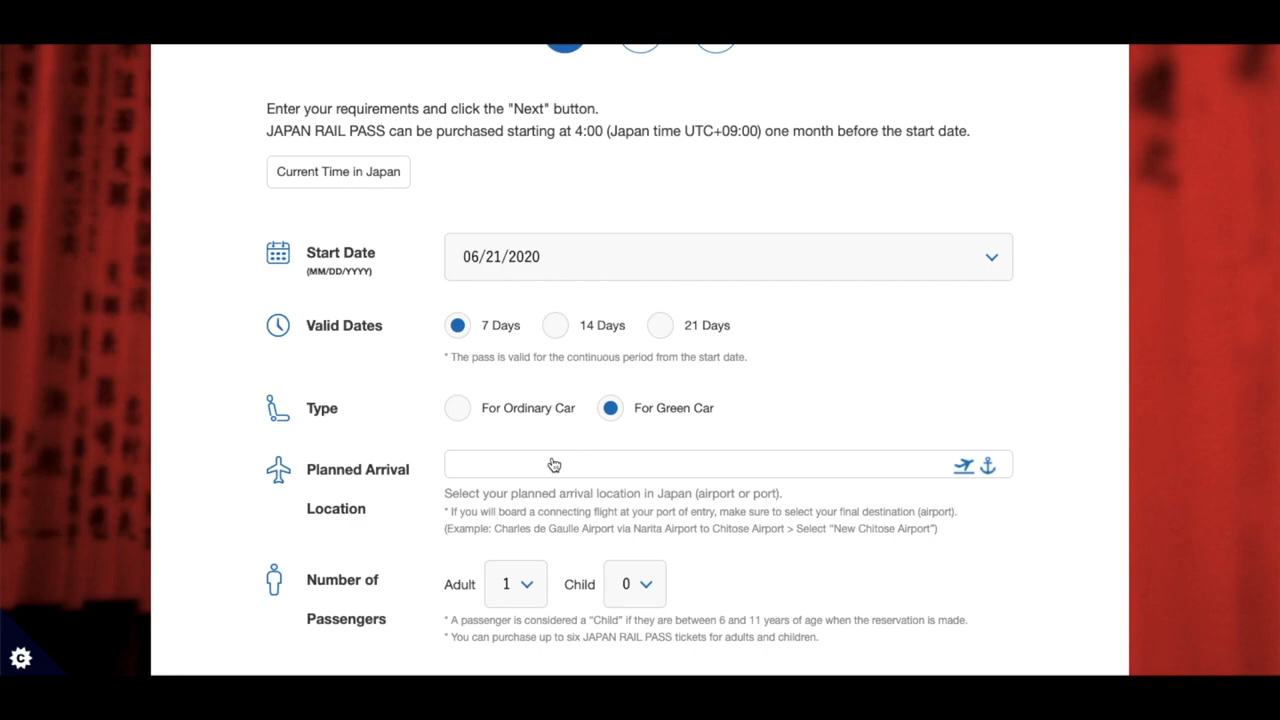 Enter your requirements and click the "Next" button.
JAPAN RAIL PASS can be purchased starting at 4:00 (Japan time UTC+09:00) one month before the start date.
Current Time in Japan
Start Date
(MM/DD/YYYY)
06/21/2020
Valid Dates
7 Days
14 Days
21 Days
* The pass is valid for the continuous period from the start date.
Type
For Ordinary Car
For Green Car
Planned Arrival
Location
Select your planned arrival location in Japan (airport or port).
* If you will board a connecting flight at your port of entry, make sure to select your final destination (airport).
(Example: Charles de Gaulle Airport via Narita Airport to Chitose Airport > Select “New Chitose Airport”)
Number of
Passengers
Adult
1
Child
0
* A passenger is considered a “Child” if they are between 6 and 11 years of age when the reservation is made.
* You can purchase up to six JAPAN RAIL PASS tickets for adults and children.
C